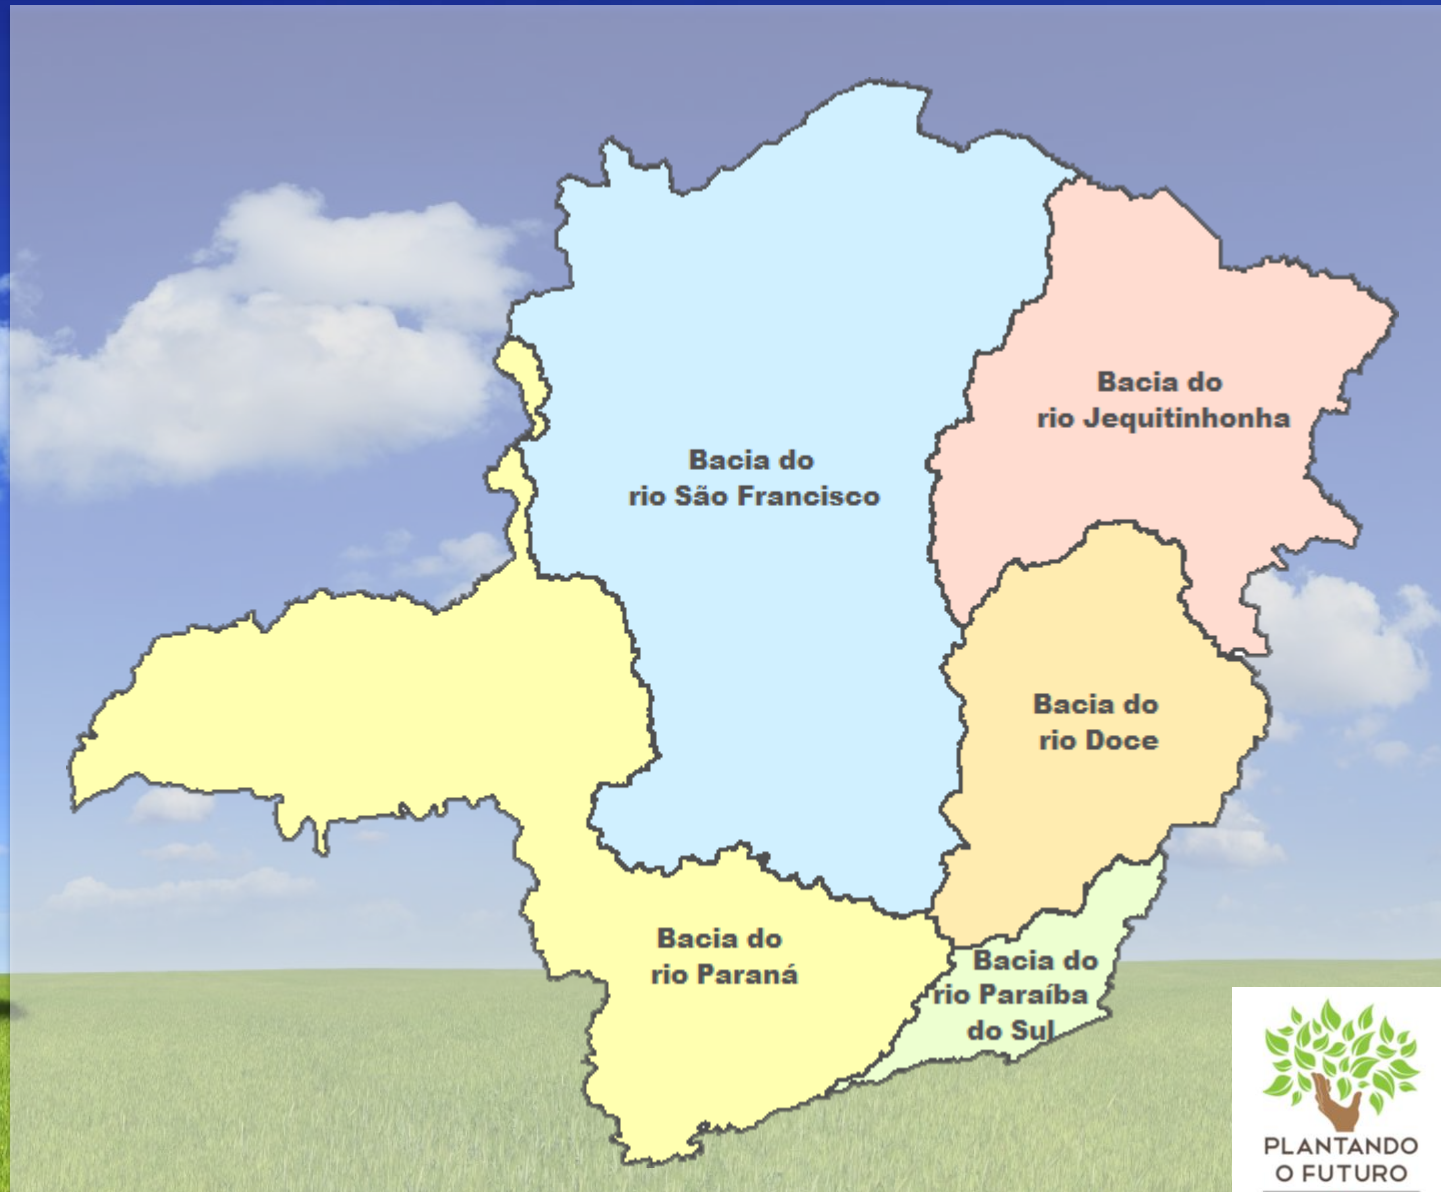 Bacia do
rio Jequitinhonha
Bacia do
rio São Francisco
Bacia do
rio Doce
Bacia do
rio Paraná
Bacia do
rio Paraíba
do Sul
PLANTANDO
O FUTURO